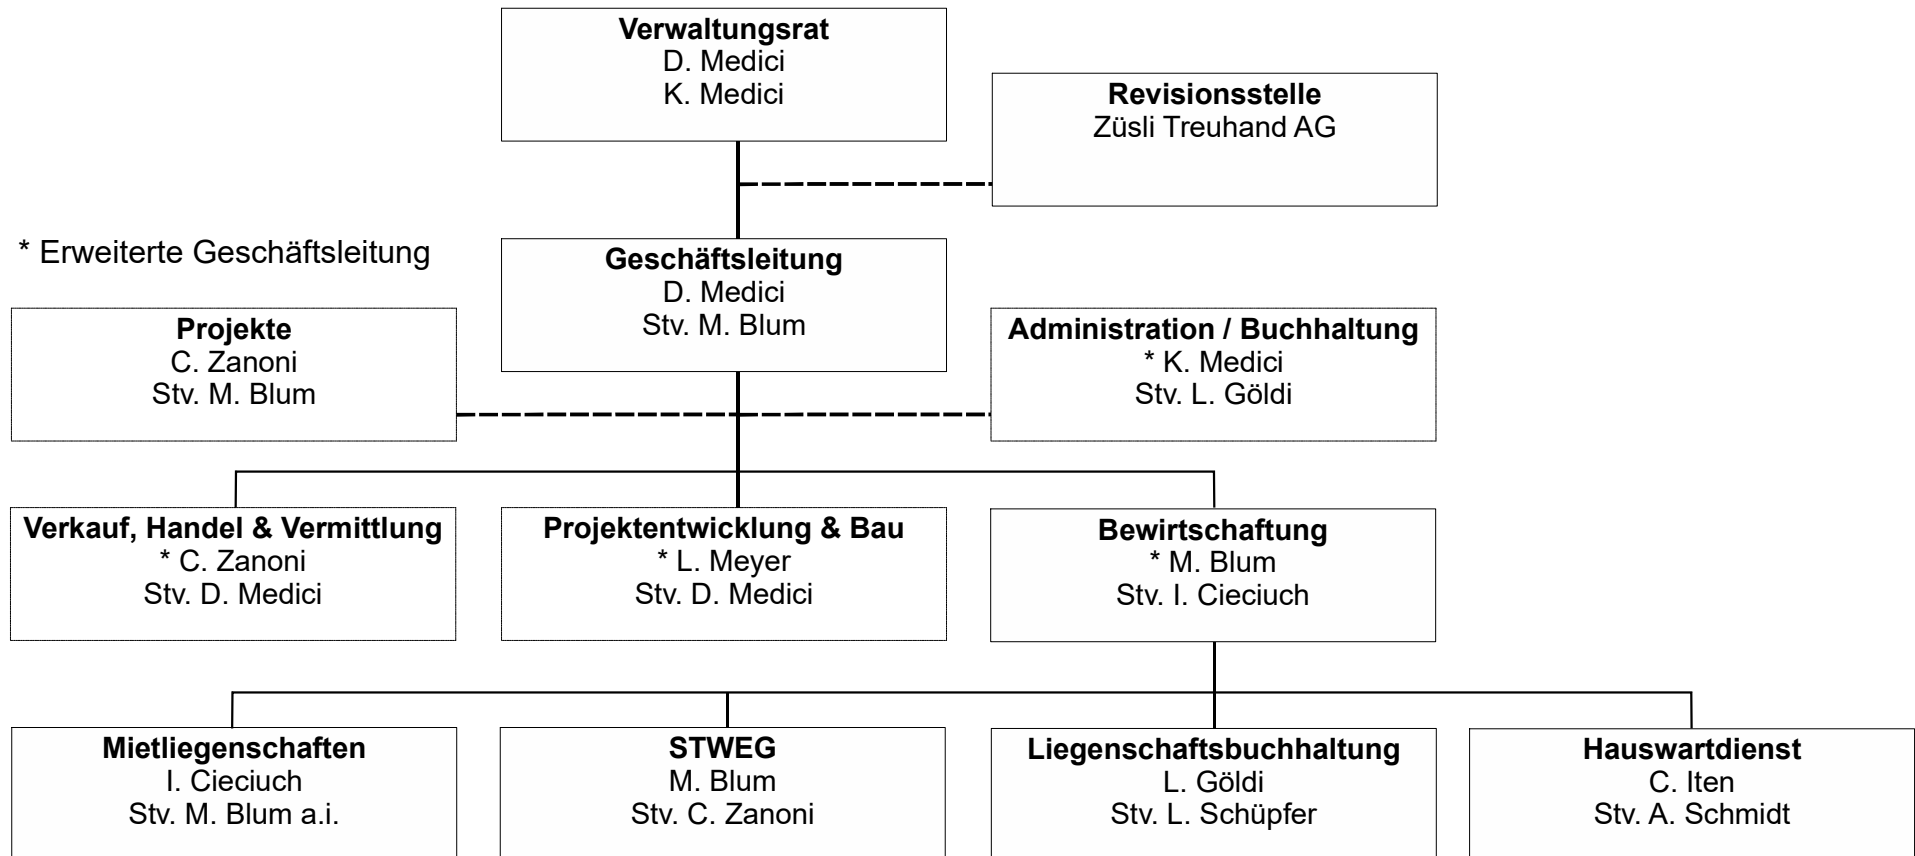 Verwaltungsrat
D. Medici
K. Medici
Revisionsstelle
Züsli Treuhand AG
* Erweiterte Geschäftsleitung
Geschäftsleitung
D. Medici
Stv. M. Blum
Projekte
C. Zanoni
Stv. M. Blum
Administration / Buchhaltung
* K. Medici
Stv. L. Göldi
Verkauf, Handel & Vermittlung
* C. Zanoni
Stv. D. Medici
Projektentwicklung & Bau
* L. Meyer
Stv. D. Medici
Bewirtschaftung
* M. Blum
Stv. I. Cieciuch
Mietliegenschaften
I. Cieciuch
Stv. M. Blum a.i.
STWEG
M. Blum
Stv. C. Zanoni
Liegenschaftsbuchhaltung
L. Göldi
Stv. L. Schüpfer
Hauswartdienst
C. Iten
Stv. A. Schmidt